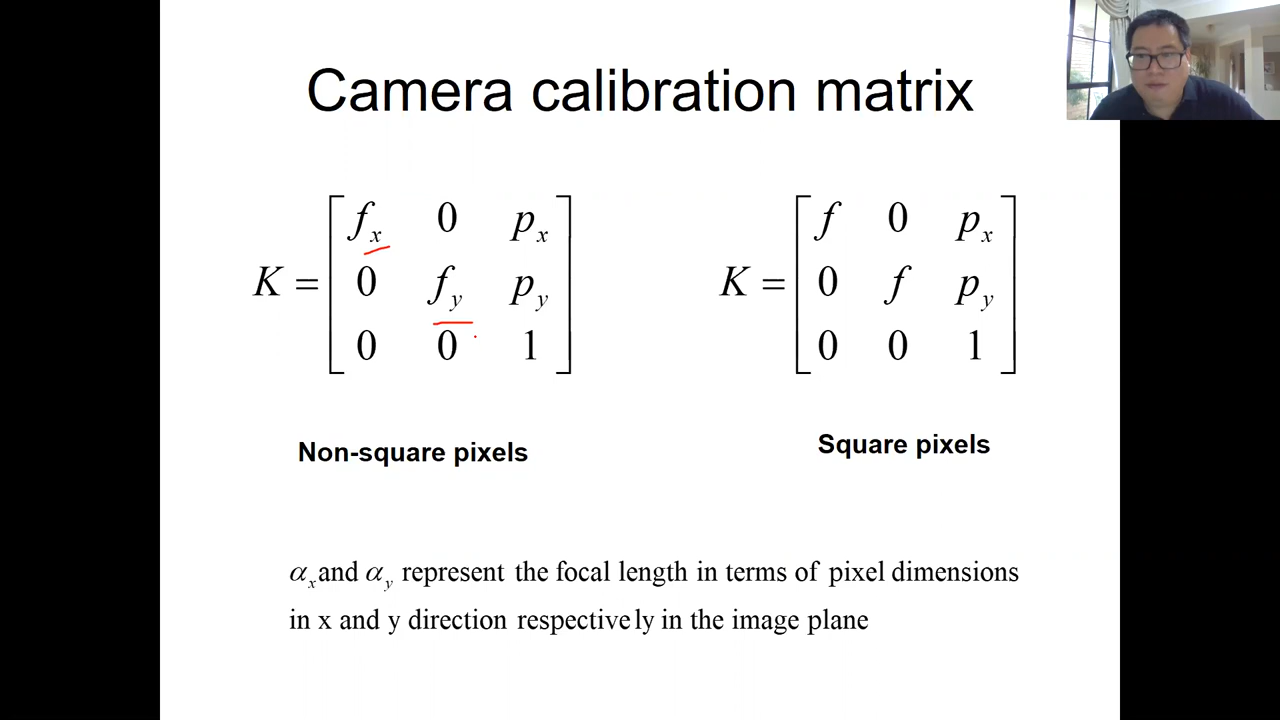 Camera calibration matrix
K = [ f_x 0 p_x ; 0 f_y p_y ; 0 0 1 ]
K = [ f 0 p_x ; 0 f p_y ; 0 0 1 ]
Non-square pixels
Square pixels
α_x and α_y represent the focal length in terms of pixel dimensions
in x and y direction respectively in the image plane